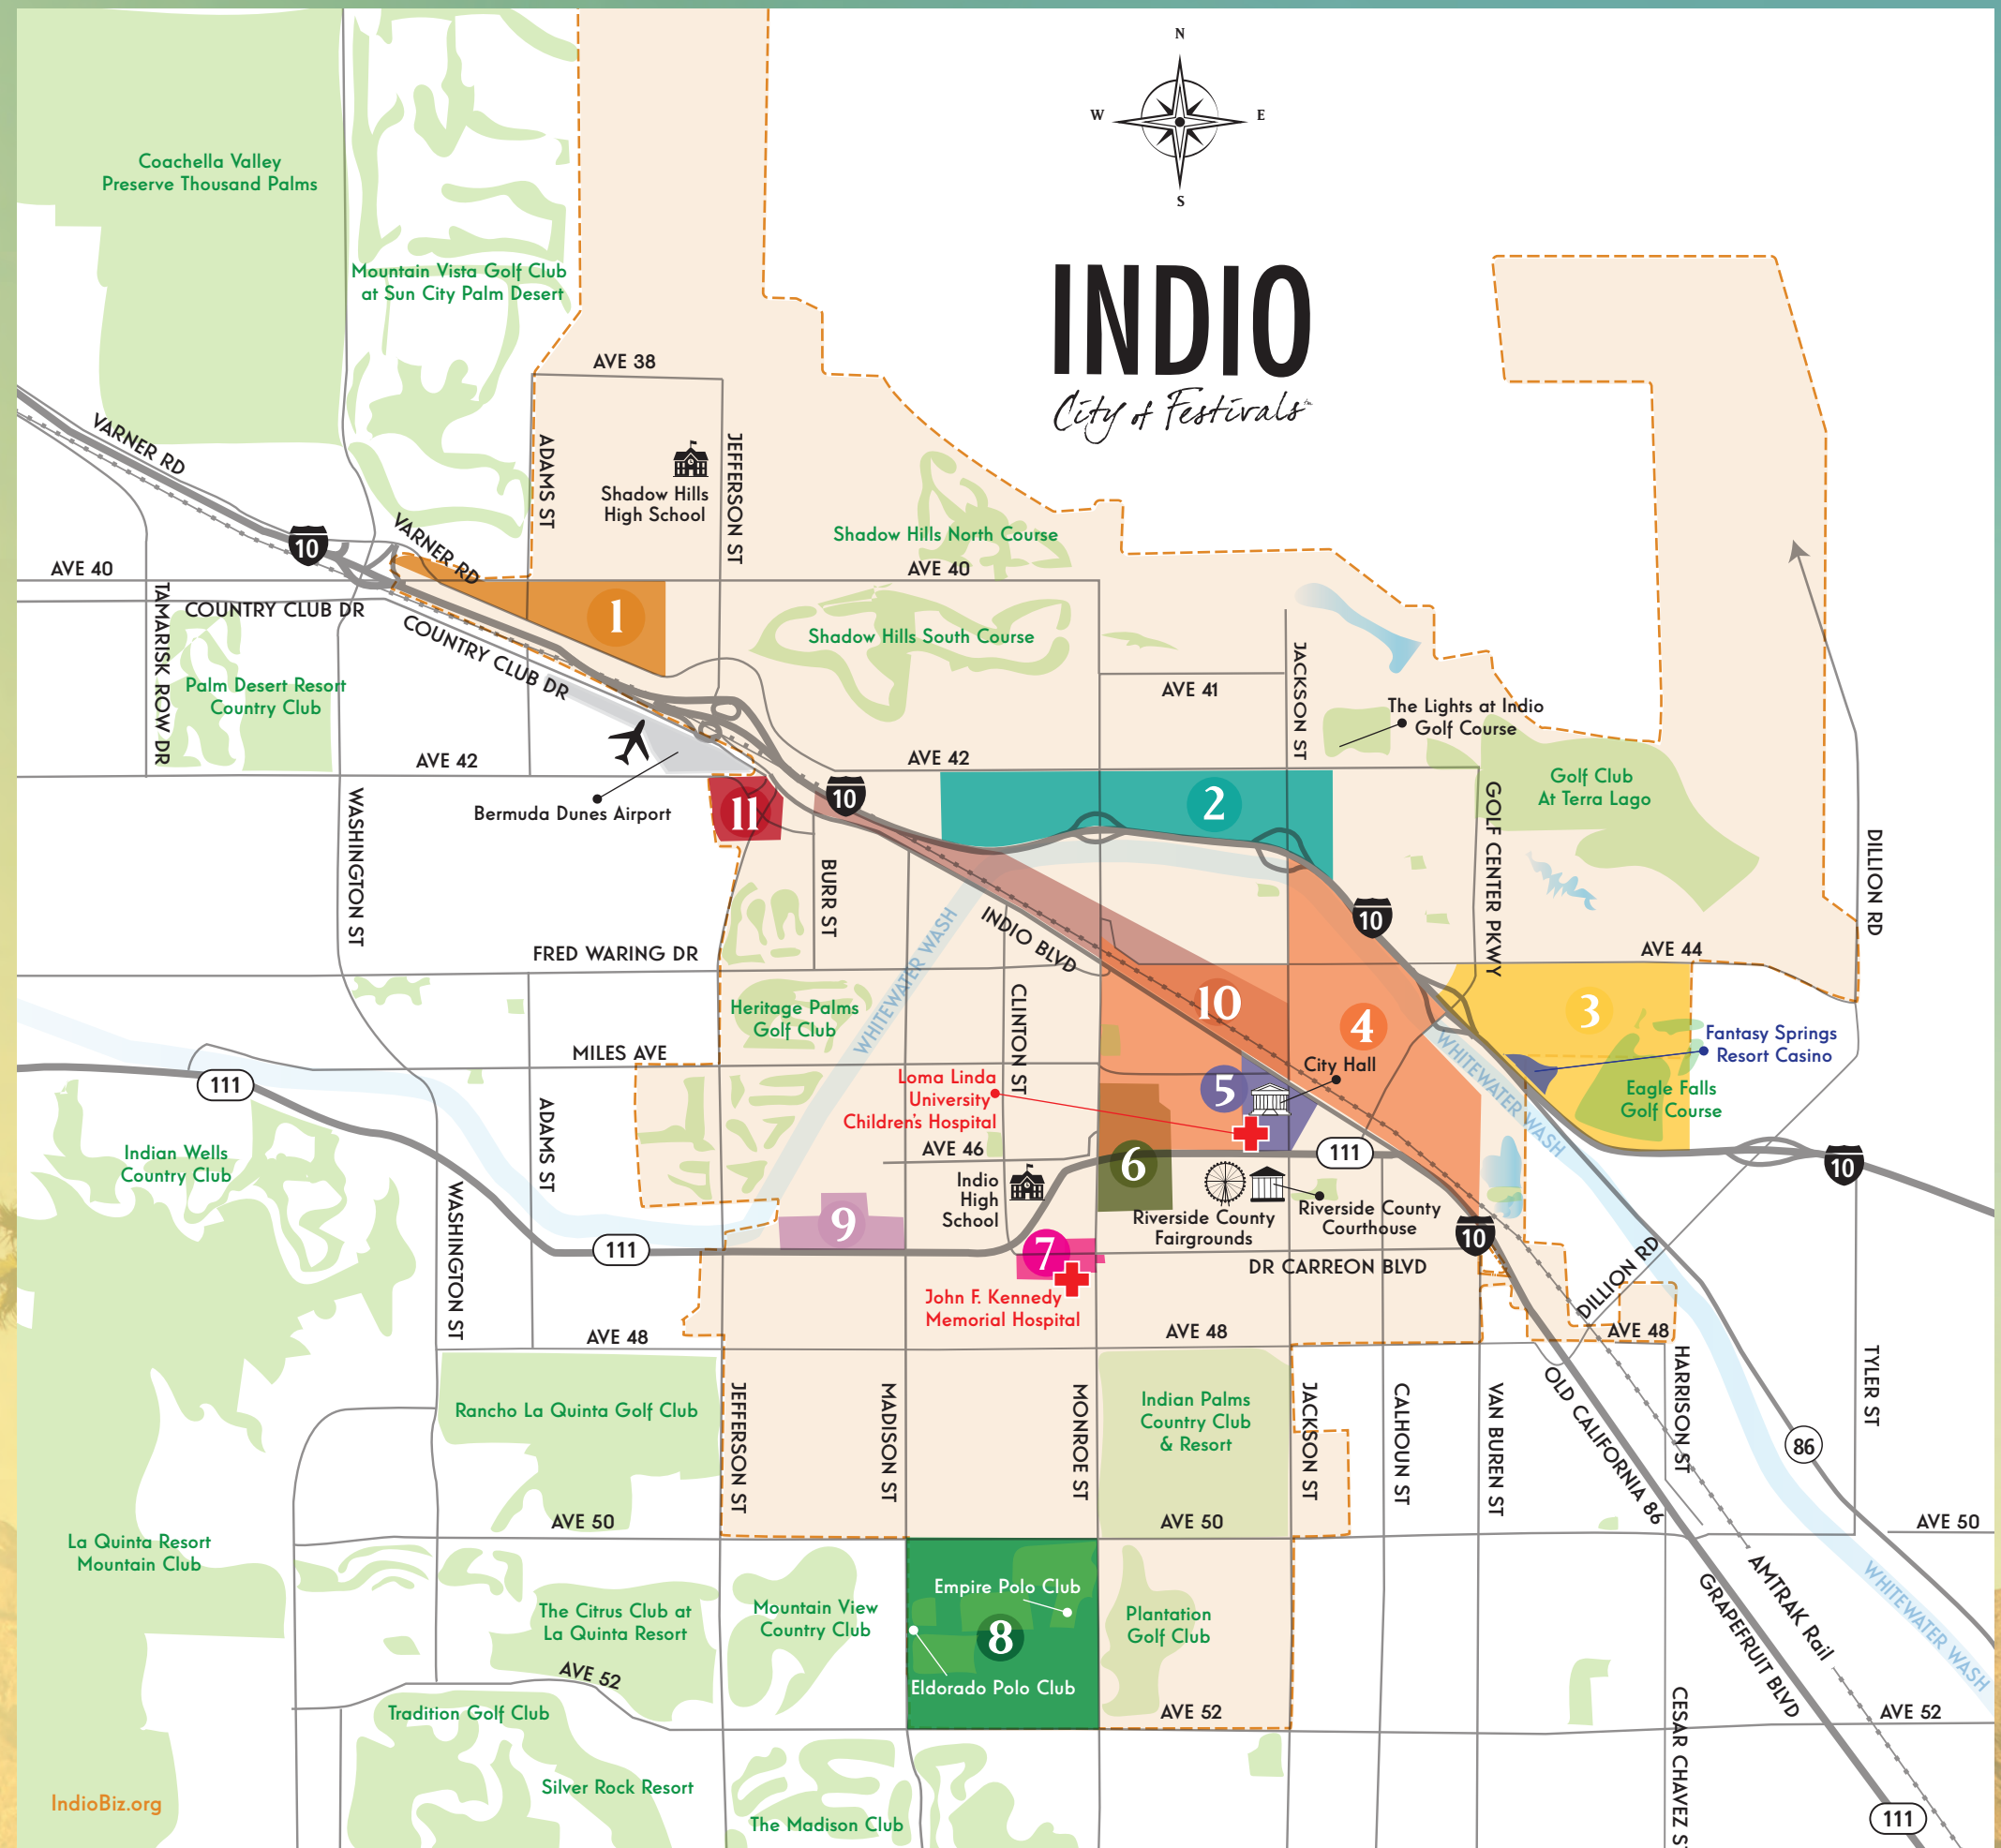 N
W
E
S
INDIO
City of Festivals
Coachella Valley
Preserve Thousand Palms
Mountain Vista Golf Club
at Sun City Palm Desert
AVE 38
VARNER RD
ADAMS ST
JEFFERSON ST
Shadow Hills
High School
VARNER RD
10
Shadow Hills North Course
AVE 40
AVE 40
TAMARISK ROW DR
COUNTRY CLUB DR
COUNTRY CLUB DR
1
Shadow Hills South Course
JACKSON ST
AVE 41
Palm Desert Resort
Country Club
The Lights at Indio
Golf Course
AVE 42
AVE 42
Golf Club
At Terra Lago
Bermuda Dunes Airport
11
10
2
GOLF CENTER PKWY
DILLION RD
WASHINGTON ST
BURR ST
10
INDIO BLVD
WHITEWATER WASH
FRED WARING DR
AVE 44
Heritage Palms
Golf Club
CLINTON ST
10
4
3
Fantasy Springs
Resort Casino
MILES AVE
WHITEWATER WASH
City Hall
5
Loma Linda
University
Children's Hospital
111
ADAMS ST
Eagle Falls
Golf Course
Indian Wells
Country Club
AVE 46
6
111
10
Indio
High
School
WASHINGTON ST
9
Riverside County
Fairgrounds
Riverside County
Courthouse
111
7
10
DR CARREON BLVD
DILLION RD
John F. Kennedy
Memorial Hospital
AVE 48
AVE 48
AVE 48
HARRISON ST
TYLER ST
Rancho La Quinta Golf Club
JEFFERSON ST
MADISON ST
MONROE ST
Indian Palms
Country Club
& Resort
JACKSON ST
CALHOUN ST
VAN BUREN ST
OLD CALIFORNIA 86
86
AVE 50
AVE 50
AVE 50
La Quinta Resort
Mountain Club
AMTRAK Rail
GRAPEFRUIT BLVD
WHITEWATER WASH
Empire Polo Club
The Citrus Club at
La Quinta Resort
Mountain View
Country Club
8
Plantation
Golf Club
AVE 52
Eldorado Polo Club
Tradition Golf Club
AVE 52
AVE 52
CESAR CHAVEZ S
Silver Rock Resort
IndioBiz.org
The Madison Club
111